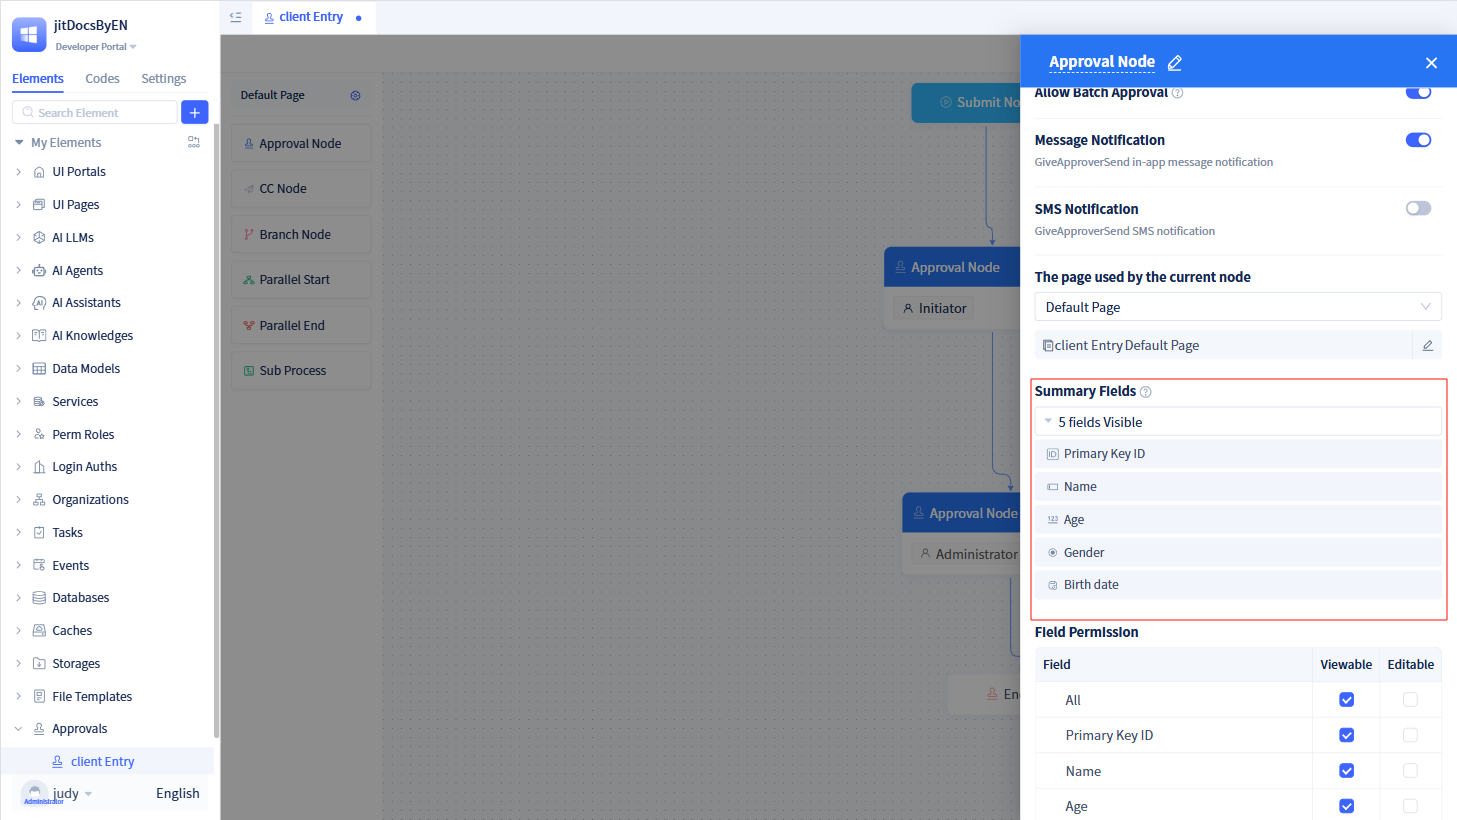 jitDocsByEN
Developer Portal
Elements Codes Settings
Search Element
My Elements
UI Portals
UI Pages
AI LLMs
AI Agents
AI Assistants
AI Knowledges
Data Models
Services
Perm Roles
Login Auths
Organizations
Tasks
Events
Databases
Caches
Storages
File Templates
Approvals
client Entry
judy
Administrator
English
client Entry
Default Page
Approval Node
CC Node
Branch Node
Parallel Start
Parallel End
Sub Process
Submit No
Approval Node
Initiator
Approval Node
Administrator
En
Approval Node
Allow Batch Approval
Message Notification
GiveApproverSend in-app message notification
SMS Notification
GiveApproverSend SMS notification
The page used by the current node
Default Page
client Entry Default Page
Summary Fields
5 fields Visible
Primary Key ID
Name
Age
Gender
Birth date
Field Permission
Field Viewable Editable
All
Primary Key ID
Name
Age